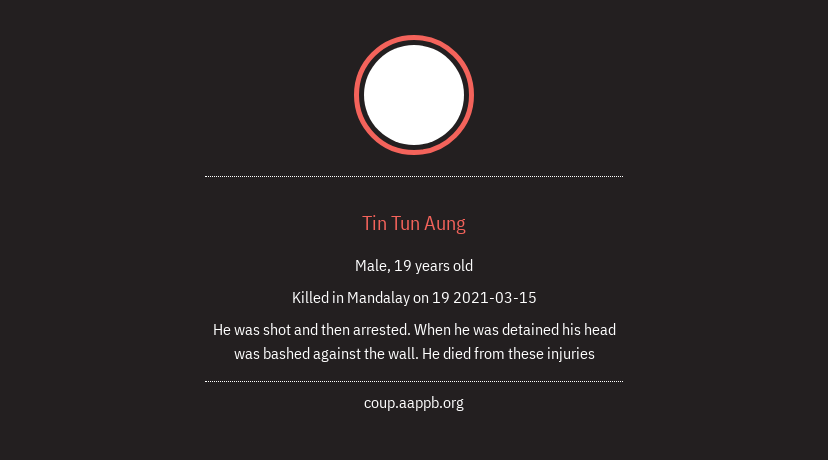 Tin Tun Aung
Male, 19 years old
Killed in Mandalay on 19 2021-03-15
He was shot and then arrested. When he was detained his head
was bashed against the wall. He died from these injuries
coup.aappb.org